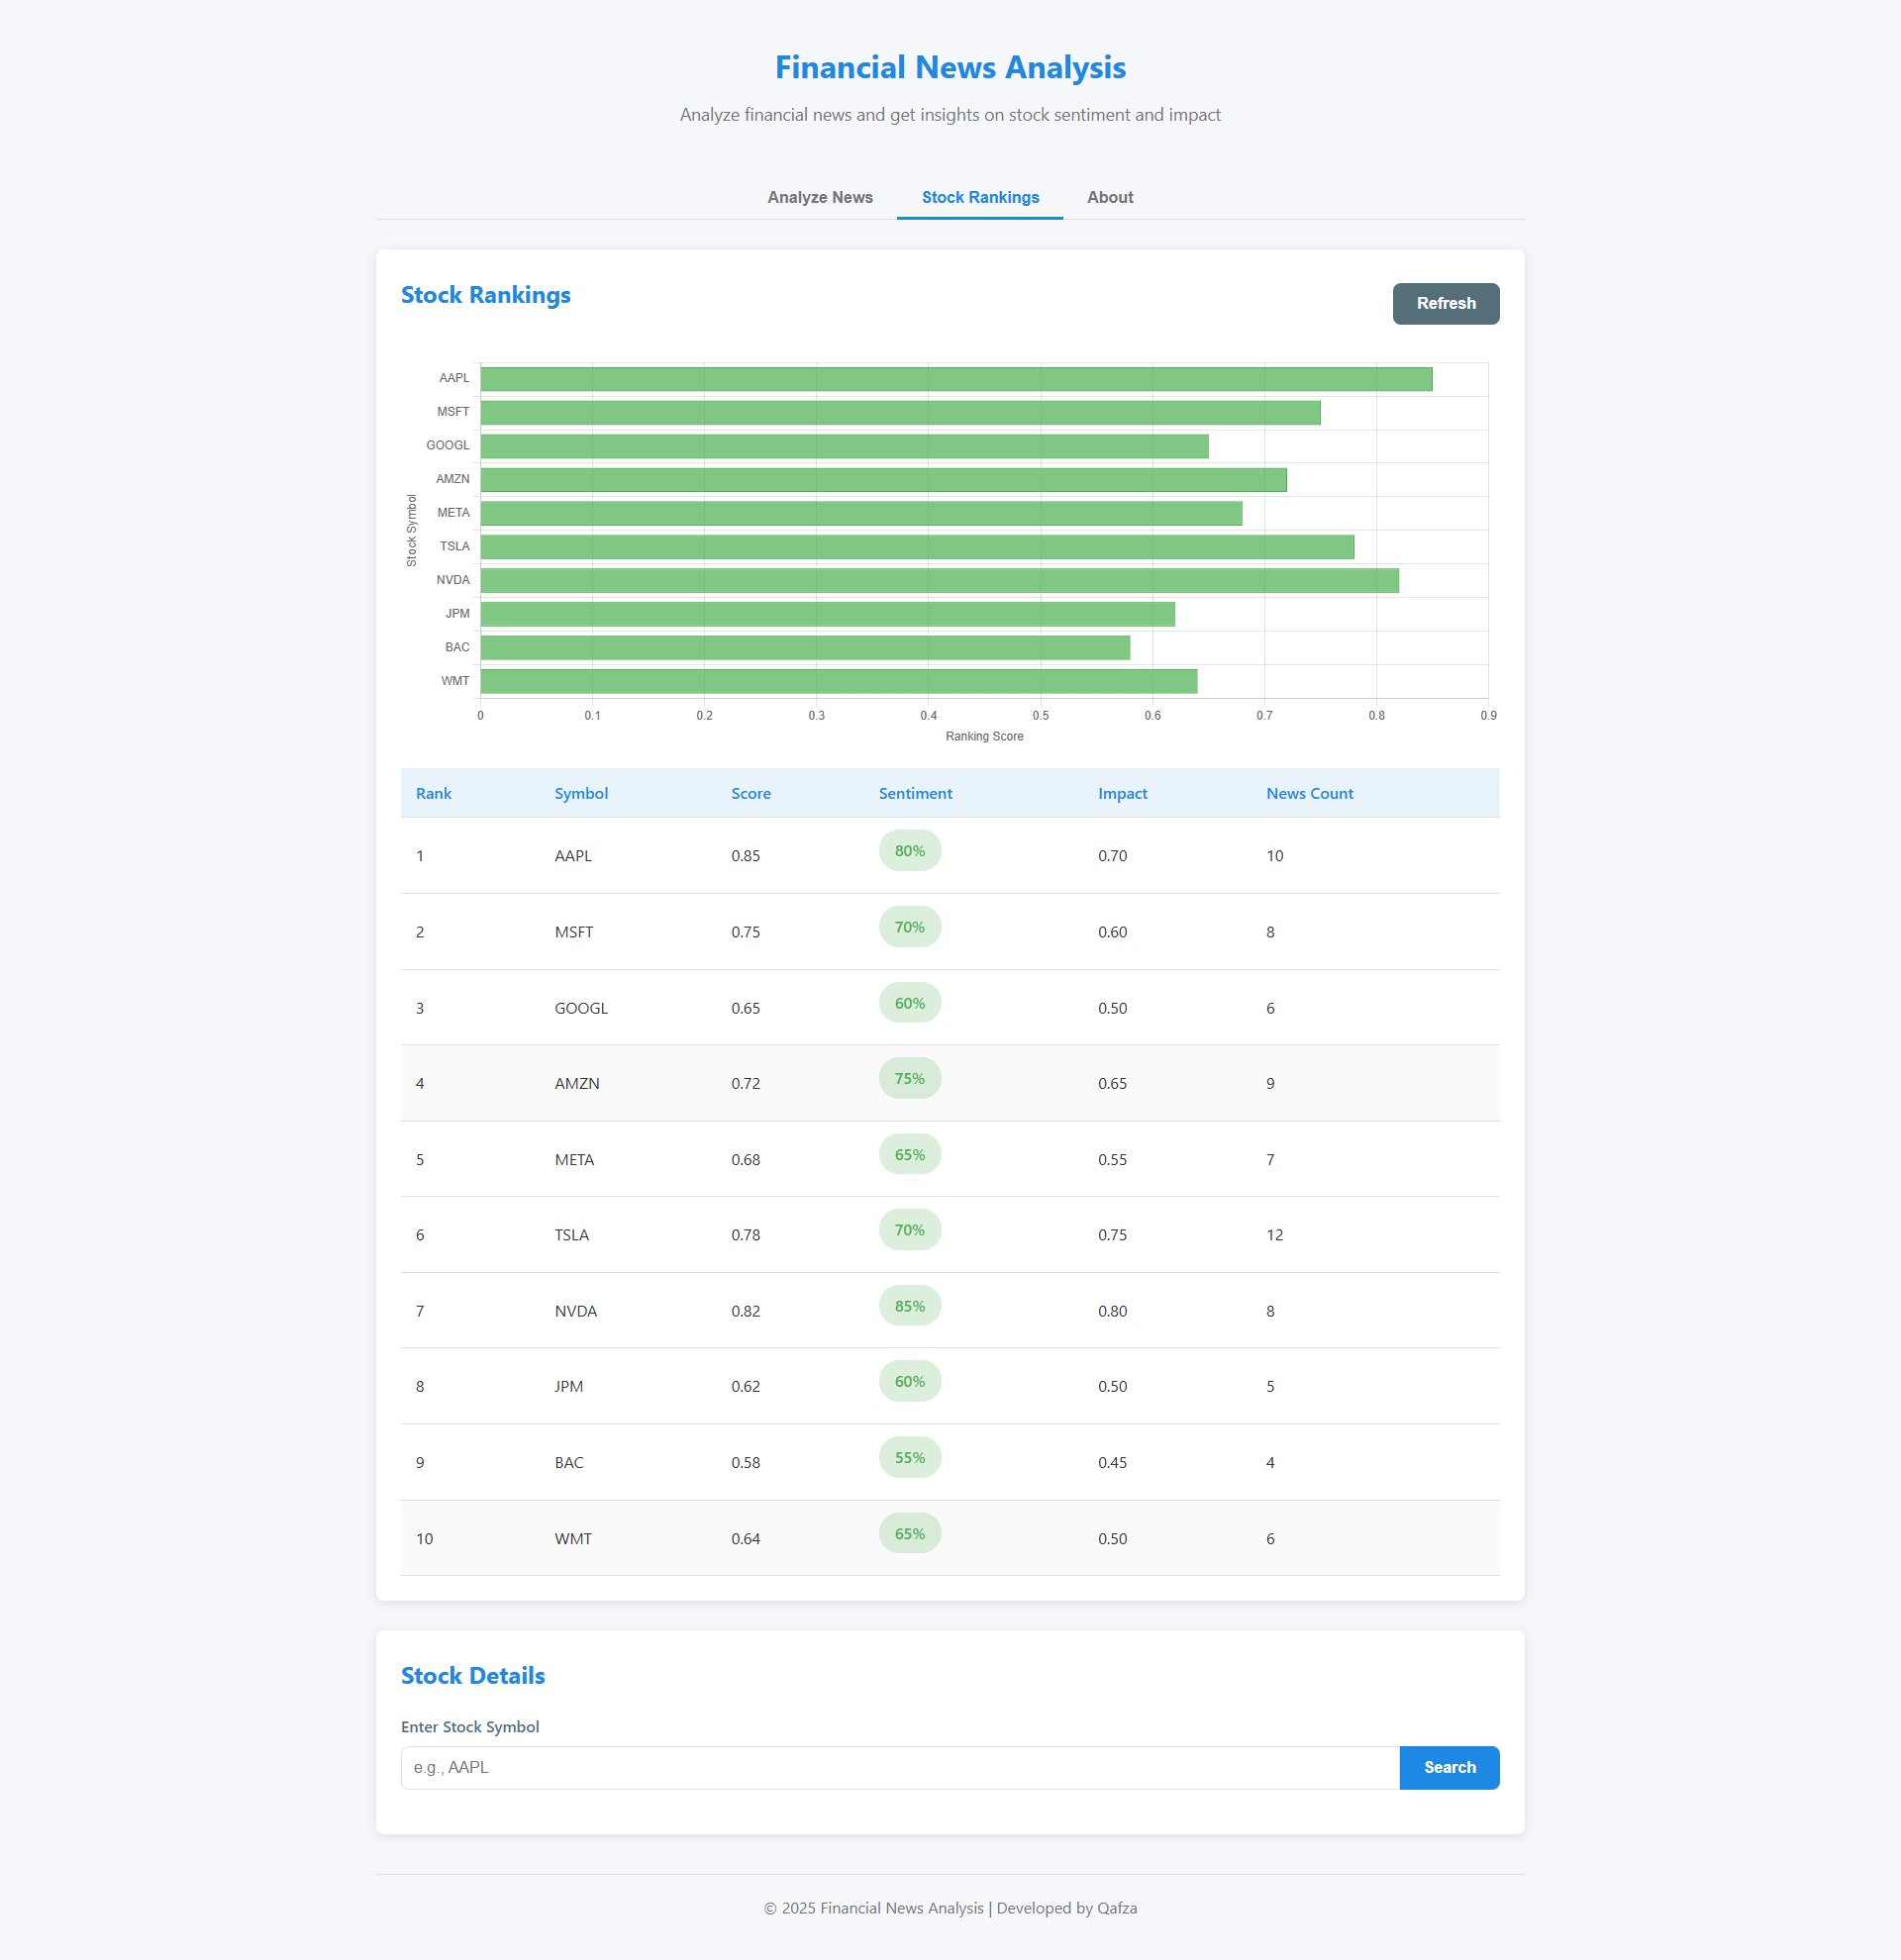 Financial News Analysis
Analyze financial news and get insights on stock sentiment and impact
Analyze News Stock Rankings About
Stock Rankings
Refresh
Stock Symbol
AAPL
MSFT
GOOGL
AMZN
META
TSLA
NVDA
JPM
BAC
WMT
0 0.1 0.2 0.3 0.4 0.5 0.6 0.7 0.8 0.9
Ranking Score
Rank Symbol Score Sentiment Impact News Count
1 AAPL 0.85 80% 0.70 10
2 MSFT 0.75 70% 0.60 8
3 GOOGL 0.65 60% 0.50 6
4 AMZN 0.72 75% 0.65 9
5 META 0.68 65% 0.55 7
6 TSLA 0.78 70% 0.75 12
7 NVDA 0.82 85% 0.80 8
8 JPM 0.62 60% 0.50 5
9 BAC 0.58 55% 0.45 4
10 WMT 0.64 65% 0.50 6
Stock Details
Enter Stock Symbol
e.g., AAPL Search
© 2025 Financial News Analysis | Developed by Qafza